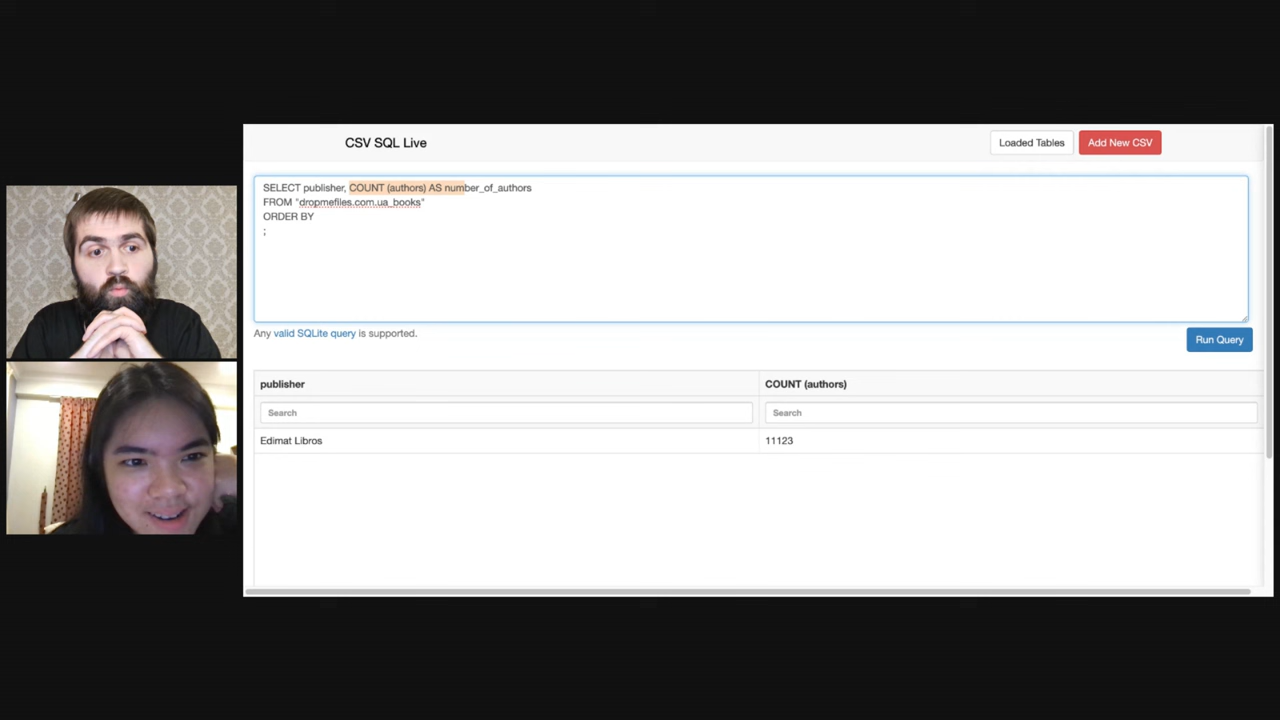 CSV SQL Live
Loaded Tables
Add New CSV
SELECT publisher, COUNT (authors) AS number_of_authors
FROM "dropmefiles.com.ua_books"
ORDER BY
;
Any valid SQLite query is supported.
Run Query
publisher
COUNT (authors)
Search
Search
Edimat Libros
11123